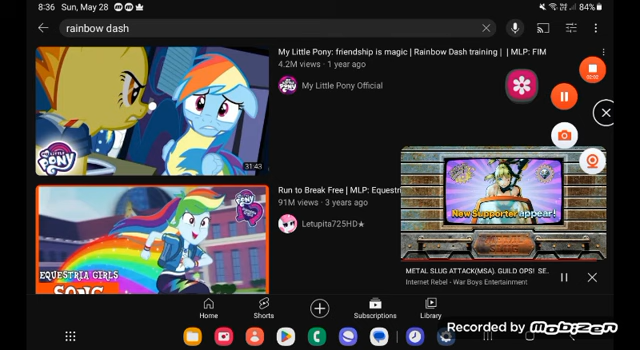 8:36 Sun, May 28
84%
rainbow dash
My Little Pony: friendship is magic | Rainbow Dash training | | MLP: FIM
4.2M views · 1 year ago
My Little Pony Official
my LITTLE PONY
31:43
00:02
Run to Break Free | MLP: Equestri
91M views · 3 years ago
Letupita725HD★
EQUESTRIA GIRLS
SONG
New Supporter appear!
METAL SLUG ATTACK(MSA). GUILD OPS! SE..
Internet Rebel · War Boys Entertainment
Home
Shorts
Subscriptions
Library
Recorded by mobizen